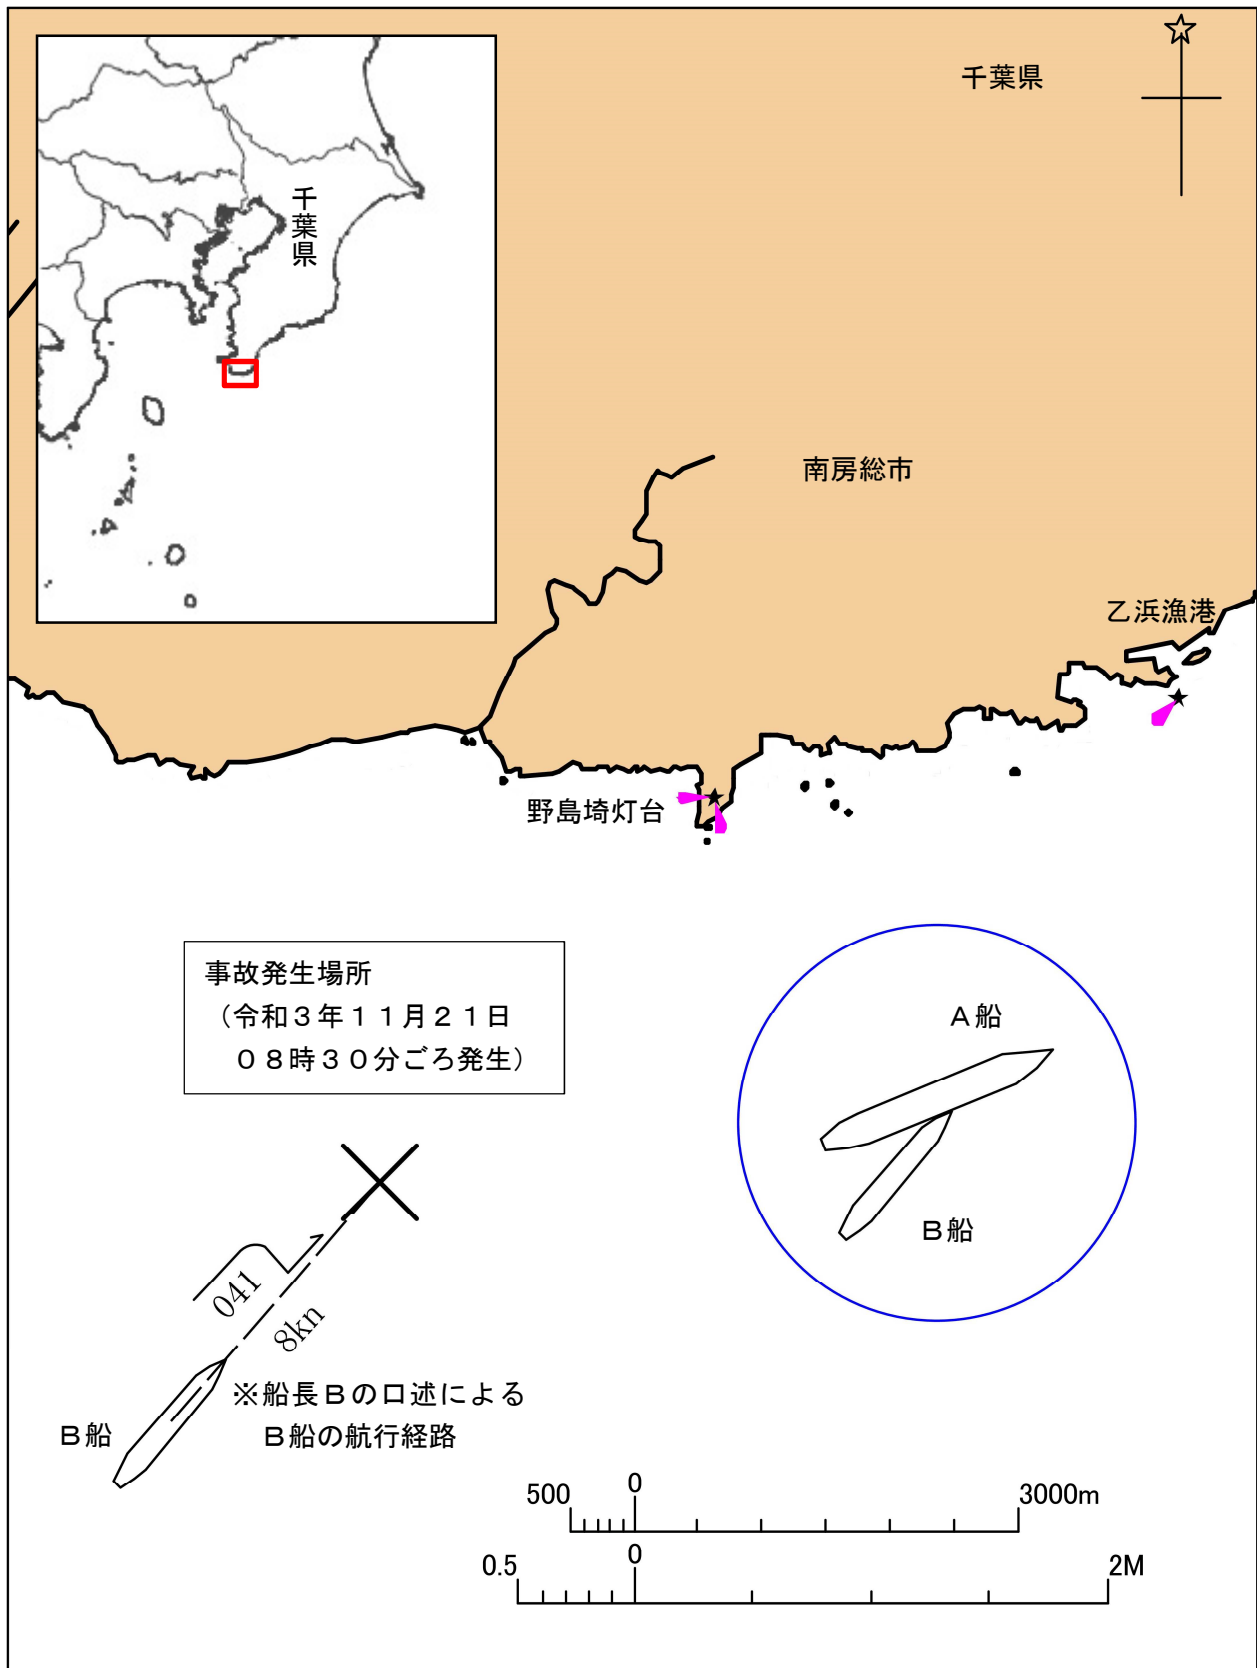 千葉県
千葉県
南房総市
乙浜漁港
野島埼灯台
事故発生場所
（令和３年１１月２１日
０８時３０分ごろ発生）
A船
B船
041
8kn
※船長Bの口述による
B船の航行経路
B船
500 0 3000m
0.5 0 2M